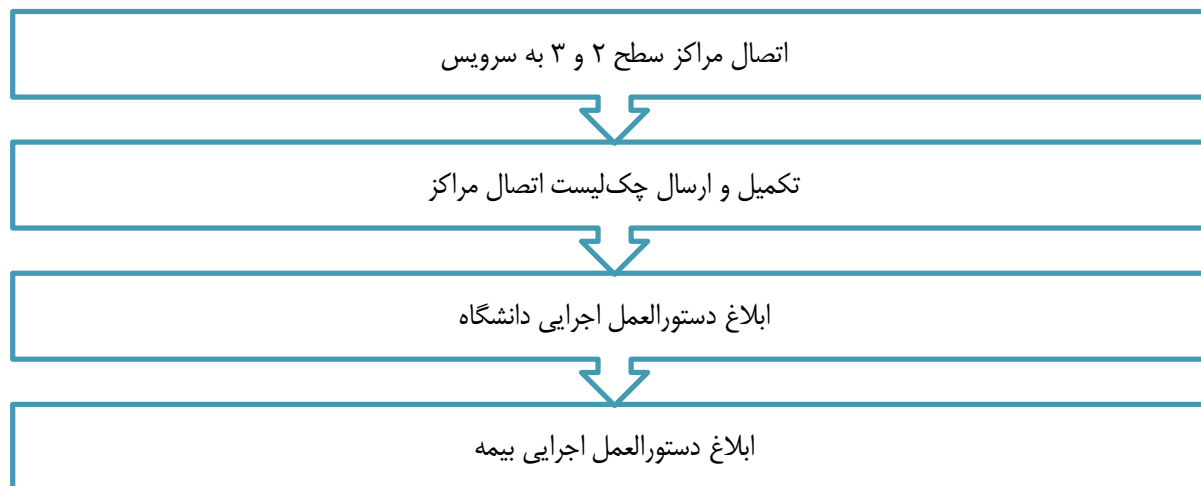 اتصال مراکز سطح ۲ و ۳ به سرویس
تکمیل و ارسال چک‌لیست اتصال مراکز
ابلاغ دستورالعمل اجرایی دانشگاه
ابلاغ دستورالعمل اجرایی بیمه